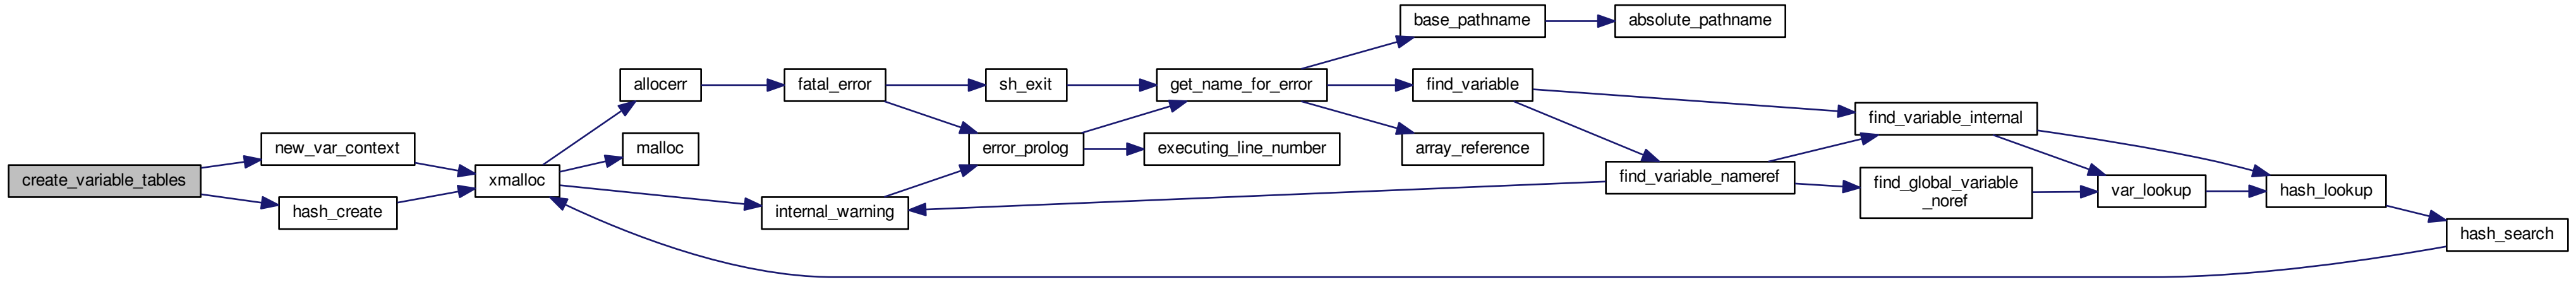 create_variable_tables
new_var_context
hash_create
xmalloc
allocerr
malloc
internal_warning
fatal_error
sh_exit
error_prolog
get_name_for_error
executing_line_number
base_pathname
find_variable
array_reference
absolute_pathname
find_variable_nameref
find_variable_internal
find_global_variable
_noref
var_lookup
hash_lookup
hash_search